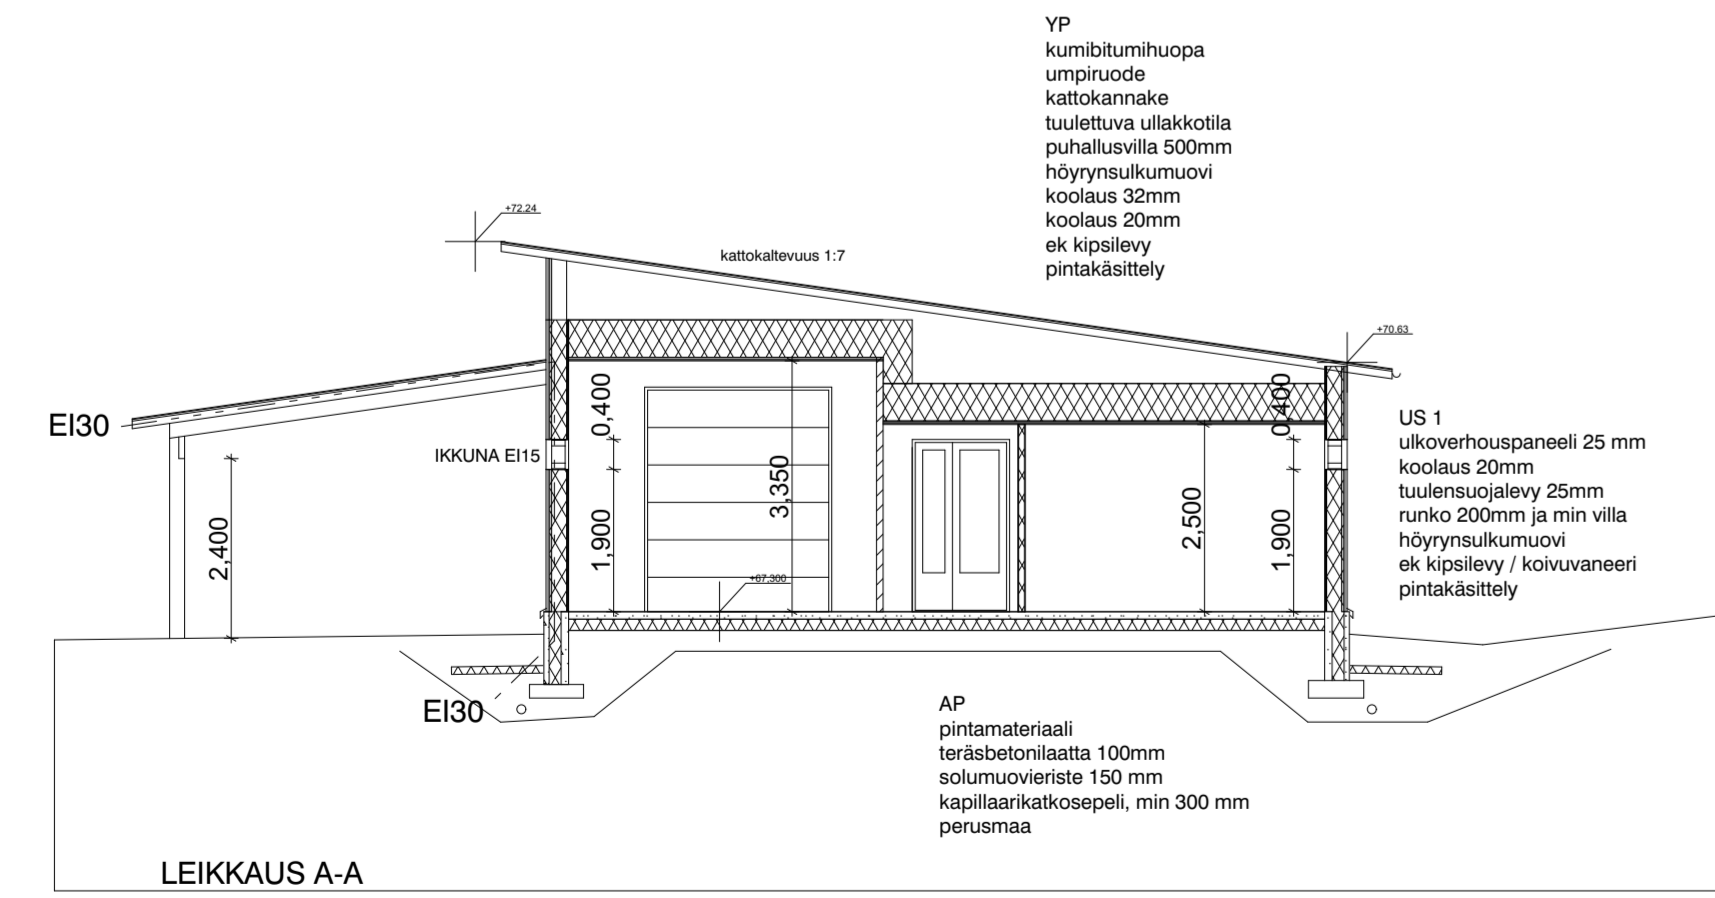 YP
kumibitumihuopa
umpiruode
kattokannake
tuulettuva ullakkotila
puhallusvilla 500mm
höyrynsulkumuovi
koolaus 32mm
koolaus 20mm
ek kipsilevy
pintakäsittely
+72.24
kattokaltevuus 1:7
+70.63
EI30
IKKUNA EI15
0,400
3,350
0,400
2,400
1,900
2,500
1,900
+67,300
US 1
ulkoverhouspaneeli 25 mm
koolaus 20mm
tuulensuojalevy 25mm
runko 200mm ja min villa
höyrynsulkumuovi
ek kipsilevy / koivuvaneeri
pintakäsittely
EI30
AP
pintamateriaali
teräsbetonilaatta 100mm
solumuovieriste 150 mm
kapillaarikatkosepeli, min 300 mm
perusmaa
LEIKKAUS A-A